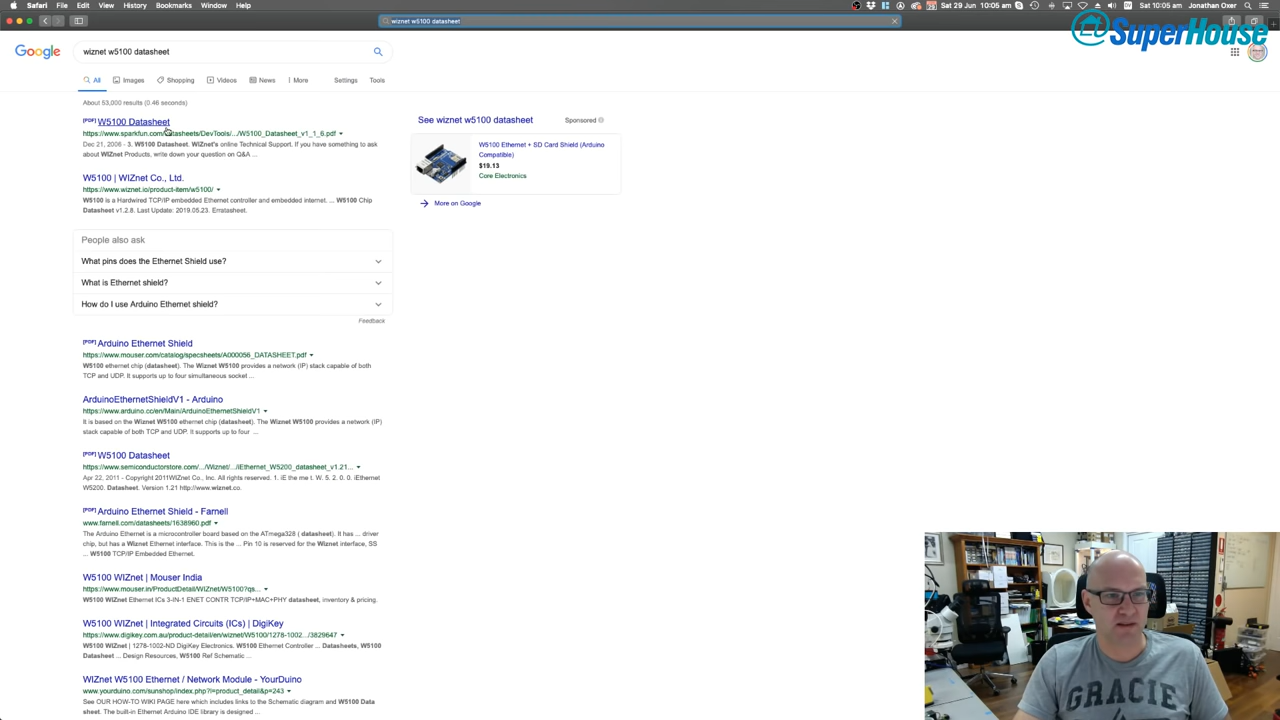 Safari File Edit View History Bookmarks Window Help
Sat 29 Jun 10:05 am
Sat 10:05 am Jonathan Oxer
wiznet w5100 datasheet
SuperHouse
Google
wiznet w5100 datasheet
All Images Shopping Videos News More Settings Tools
About 53,000 results (0.46 seconds)
[PDF] W5100 Datasheet
https://www.sparkfun.com/datasheets/DevTools/.../W5100_Datasheet_v1_1_6.pdf
Dec 21, 2006 - 3. W5100 Datasheet. WIZnet's online Technical Support. If you have something to ask
about WIZnet Products, write down your question on Q&A ...
W5100 | WIZnet Co., Ltd.
https://www.wiznet.io/product-item/w5100/
W5100 is a Hardwired TCP/IP embedded Ethernet controller and embedded internet. ... W5100 Chip
Datasheet v1.2.8. Last Update: 2019.05.23. Erratasheet.
People also ask
What pins does the Ethernet Shield use?
What is Ethernet shield?
How do I use Arduino Ethernet shield?
Feedback
[PDF] Arduino Ethernet Shield
https://www.mouser.com/catalog/specsheets/A000056_DATASHEET.pdf
W5100 ethernet chip (datasheet). The Wiznet W5100 provides a network (IP) stack capable of both
TCP and UDP. It supports up to four simultaneous socket ...
ArduinoEthernetShieldV1 - Arduino
https://www.arduino.cc/en/Main/ArduinoEthernetShieldV1
It is based on the Wiznet W5100 ethernet chip (datasheet). The Wiznet W5100 provides a network (IP)
stack capable of both TCP and UDP. It supports up to four ...
[PDF] W5100 Datasheet
https://www.semiconductorstore.com/.../Wiznet/.../iEthernet_W5200_datasheet_v1.21...
Apr 22, 2011 - Copyright 2011WIZnet Co., Inc. All rights reserved. 1. iE the me t. W. 5. 2. 0. 0. iEthernet
W5200. Datasheet. Version 1.21 http://www.wiznet.co.
[PDF] Arduino Ethernet Shield - Farnell
www.farnell.com/datasheets/1638960.pdf
The Arduino Ethernet is a microcontroller board based on the ATmega328 ( datasheet). It has ... driver
chip, but has a Wiznet Ethernet interface. This is the ... Pin 10 is reserved for the Wiznet interface, SS
... W5100 TCP/IP Embedded Ethernet.
W5100 WIZnet | Mouser India
https://www.mouser.in/ProductDetail/WIZnet/W5100?qs...
W5100 WIZnet Ethernet ICs 3-IN-1 ENET CONTR TCP/IP+MAC+PHY datasheet, inventory & pricing.
W5100 WIZnet | Integrated Circuits (ICs) | DigiKey
https://www.digikey.com.au/product-detail/en/wiznet/W5100/1278-1002.../3829647
W5100 WIZnet | 1278-1002-ND DigiKey Electronics. W5100 Ethernet Controller ... Datasheets, W5100
Datasheet ... Design Resources, W5100 Ref Schematic ...
WIZnet W5100 Ethernet / Network Module - YourDuino
www.yourduino.com/sunshop/index.php?l=product_detail&p=243
See OUR HOW-TO WIKI PAGE here which includes links to the Schematic diagram and W5100 Data
sheet. The built-in Ethernet Arduino IDE library is designed ...
See wiznet w5100 datasheet
Sponsored
W5100 Ethernet + SD Card Shield (Arduino
Compatible)
$19.13
Core Electronics
More on Google
GRACIE